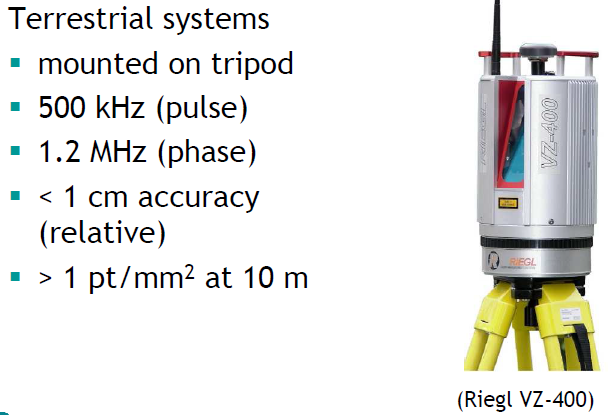 Terrestrial systems
▪ mounted on tripod
▪ 500 kHz (pulse)
▪ 1.2 MHz (phase)
▪ < 1 cm accuracy
(relative)
▪ > 1 pt/mm² at 10 m
VZ-400
RIEGL
(Riegl VZ-400)